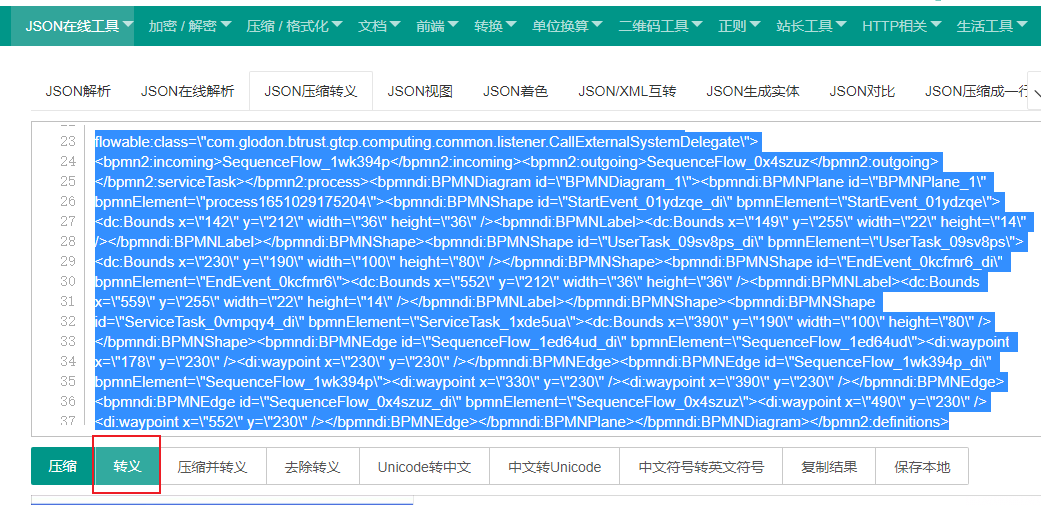 JSON在线工具 加密 / 解密 压缩 / 格式化 文档 前端 转换 单位换算 二维码工具 正则 站长工具 HTTP相关 生活工具
JSON解析 JSON在线解析 JSON压缩转义 JSON视图 JSON着色 JSON/XML互转 JSON生成实体 JSON对比 JSON压缩成一行
23 flowable:class=\"com.glodon.btrust.gtcp.computing.common.listener.CallExternalSystemDelegate\">
24 <bpmn2:incoming>SequenceFlow_1wk394p</bpmn2:incoming><bpmn2:outgoing>SequenceFlow_0x4szuz</bpmn2:outgoing>
25 </bpmn2:serviceTask></bpmn2:process><bpmndi:BPMNDiagram id=\"BPMNDiagram_1\"><bpmndi:BPMNPlane id=\"BPMNPlane_1\"
26 bpmnElement=\"process1651029175204\"><bpmndi:BPMNShape id=\"StartEvent_01ydzqe_di\" bpmnElement=\"StartEvent_01ydzqe\">
27 <dc:Bounds x=\"142\" y=\"212\" width=\"36\" height=\"36\" /><bpmndi:BPMNLabel><dc:Bounds x=\"149\" y=\"255\" width=\"22\" height=\"14\"
28 /></bpmndi:BPMNLabel></bpmndi:BPMNShape><bpmndi:BPMNShape id=\"UserTask_09sv8ps_di\" bpmnElement=\"UserTask_09sv8ps\">
29 <dc:Bounds x=\"230\" y=\"190\" width=\"100\" height=\"80\" /></bpmndi:BPMNShape><bpmndi:BPMNShape id=\"EndEvent_0kcfmr6_di\"
30 bpmnElement=\"EndEvent_0kcfmr6\"><dc:Bounds x=\"552\" y=\"212\" width=\"36\" height=\"36\" /><bpmndi:BPMNLabel><dc:Bounds
31 x=\"559\" y=\"255\" width=\"22\" height=\"14\" /></bpmndi:BPMNLabel></bpmndi:BPMNShape><bpmndi:BPMNShape
32 id=\"ServiceTask_0vmpqy4_di\" bpmnElement=\"ServiceTask_1xde5ua\"><dc:Bounds x=\"390\" y=\"190\" width=\"100\" height=\"80\" />
33 </bpmndi:BPMNShape><bpmndi:BPMNEdge id=\"SequenceFlow_1ed64ud_di\" bpmnElement=\"SequenceFlow_1ed64ud\"><di:waypoint
34 x=\"178\" y=\"230\" /><di:waypoint x=\"230\" y=\"230\" /></bpmndi:BPMNEdge><bpmndi:BPMNEdge id=\"SequenceFlow_1wk394p_di\"
35 bpmnElement=\"SequenceFlow_1wk394p\"><di:waypoint x=\"330\" y=\"230\" /><di:waypoint x=\"390\" y=\"230\" /></bpmndi:BPMNEdge>
36 <bpmndi:BPMNEdge id=\"SequenceFlow_0x4szuz_di\" bpmnElement=\"SequenceFlow_0x4szuz\"><di:waypoint x=\"490\" y=\"230\" />
37 <di:waypoint x=\"552\" y=\"230\" /></bpmndi:BPMNEdge></bpmndi:BPMNPlane></bpmndi:BPMNDiagram></bpmn2:definitions>
压缩 转义 压缩并转义 去除转义 Unicode转中文 中文转Unicode 中文符号转英文符号 复制结果 保存本地